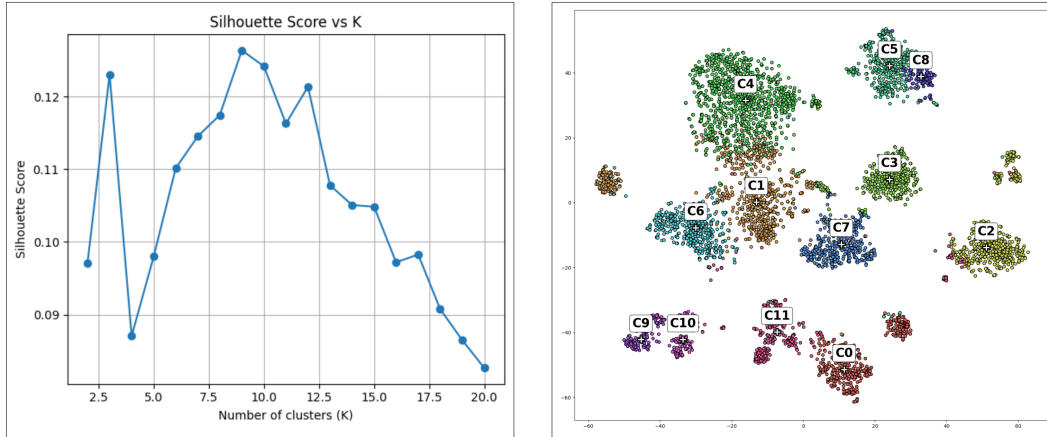 Silhouette Score vs K
Silhouette Score
0.12
0.11
0.10
0.09
2.5 5.0 7.5 10.0 12.5 15.0 17.5 20.0
Number of clusters (K)
C5
C8
C4
C3
C1
C6
C7
C2
C9 C10 C11
C0
40
20
0
−20
−40
−60
−60 −40 −20 0 20 40 60